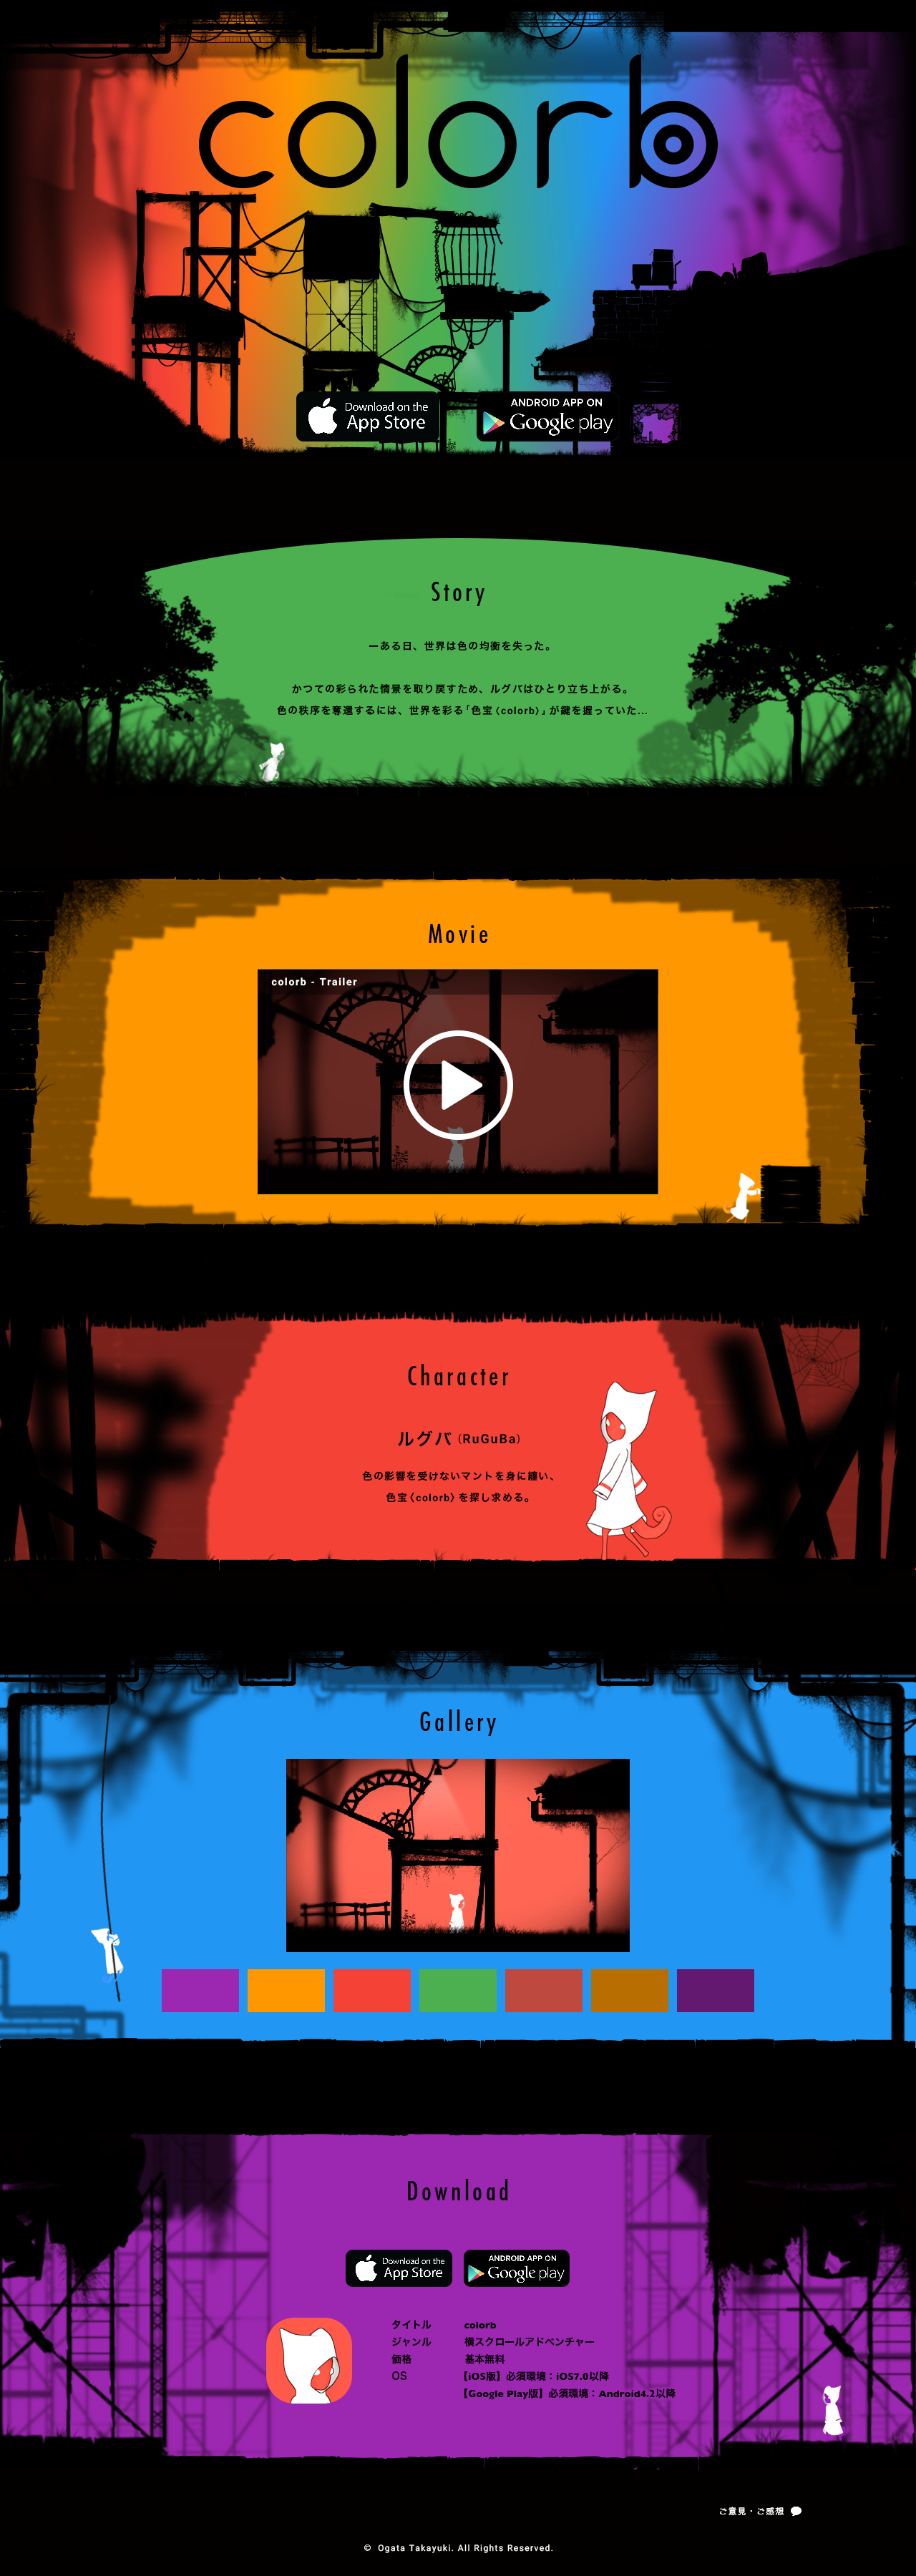 colorb
Download on the
App Store
ANDROID APP ON
Google play
Story
ーある日、世界は色の均衡を失った。
かつての彩られた情景を取り戻すため、ルグバはひとり立ち上がる。
色の秩序を奪還するには、世界を彩る「色宝〈colorb〉」が鍵を握っていた...
Movie
colorb - Trailer
Character
ルグバ（RuGuBa）
色の影響を受けないマントを身に纏い、
色宝〈colorb〉を探し求める。
Gallery
Download
Download on the
App Store
ANDROID APP ON
Google play
タイトル colorb
ジャンル 横スクロールアドベンチャー
価格 基本無料
OS 【iOS版】必須環境：iOS7.0以降
【Google Play版】必須環境：Android4.2以降
ご意見・ご感想
© Ogata Takayuki. All Rights Reserved.